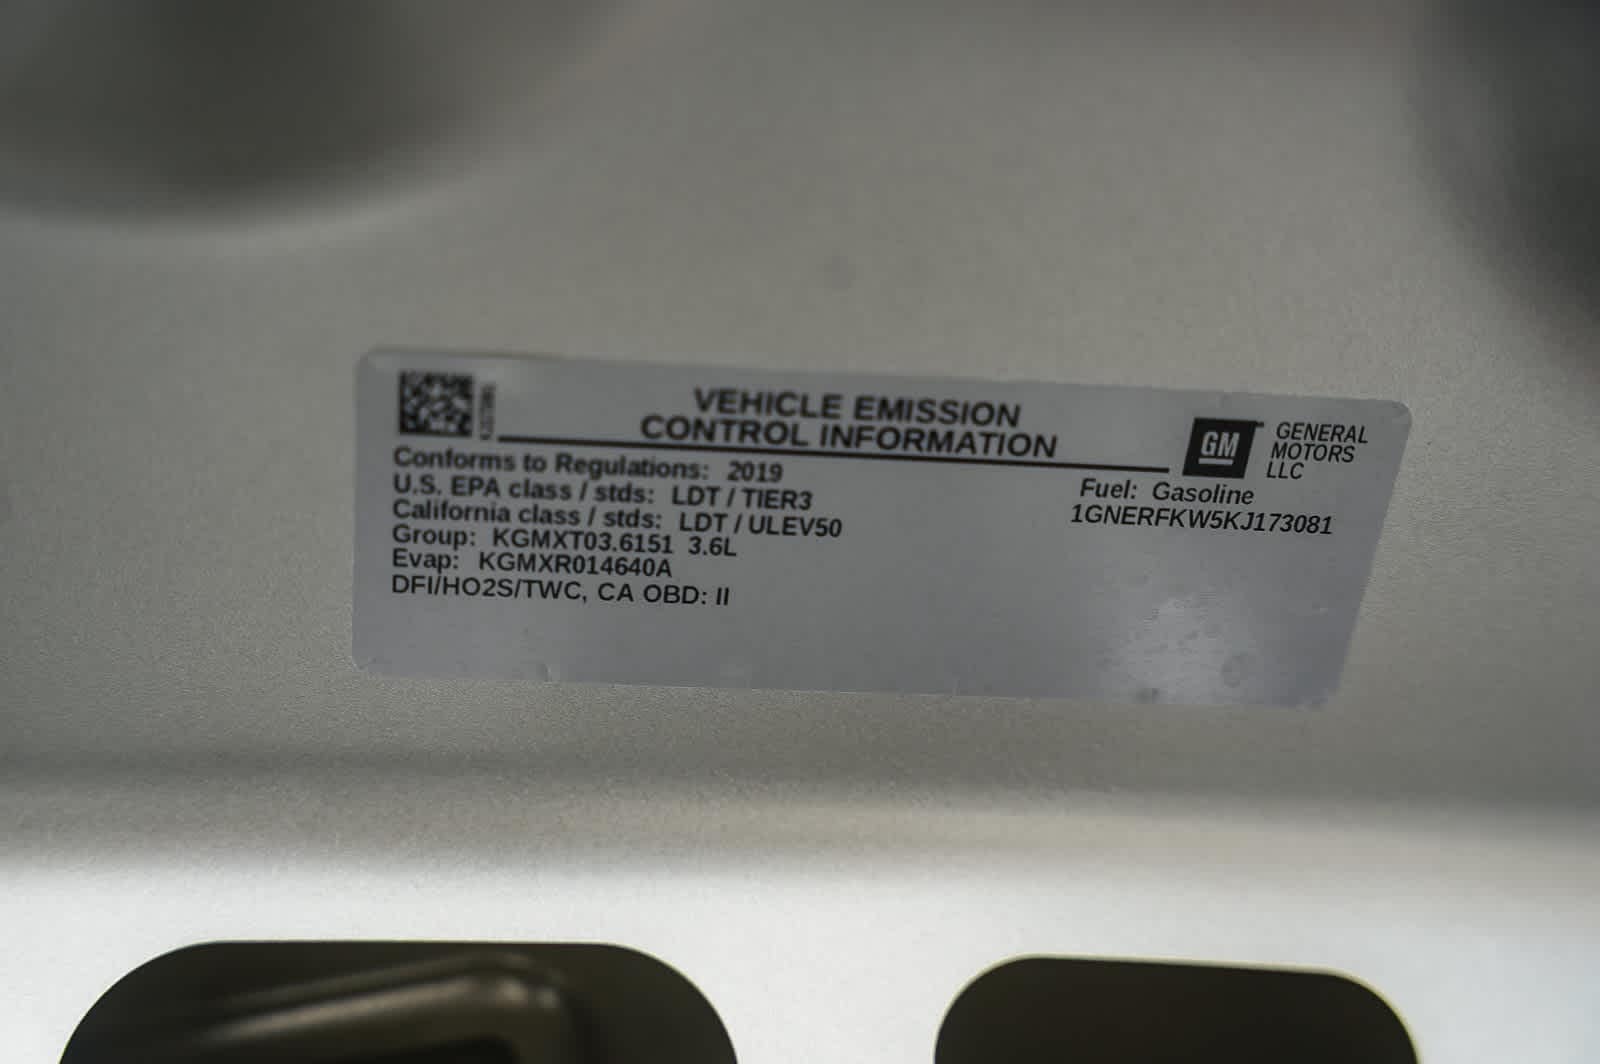 VEHICLE EMISSION
CONTROL INFORMATION
GM
GENERAL
MOTORS
LLC
Conforms to Regulations: 2019
U.S. EPA class / stds: LDT / TIER3
California class / stds: LDT / ULEV50
Group: KGMXT03.6151 3.6L
Evap: KGMXR014640A
DFI/HO2S/TWC, CA OBD: II
Fuel: Gasoline
1GNERFKW5KJ173081